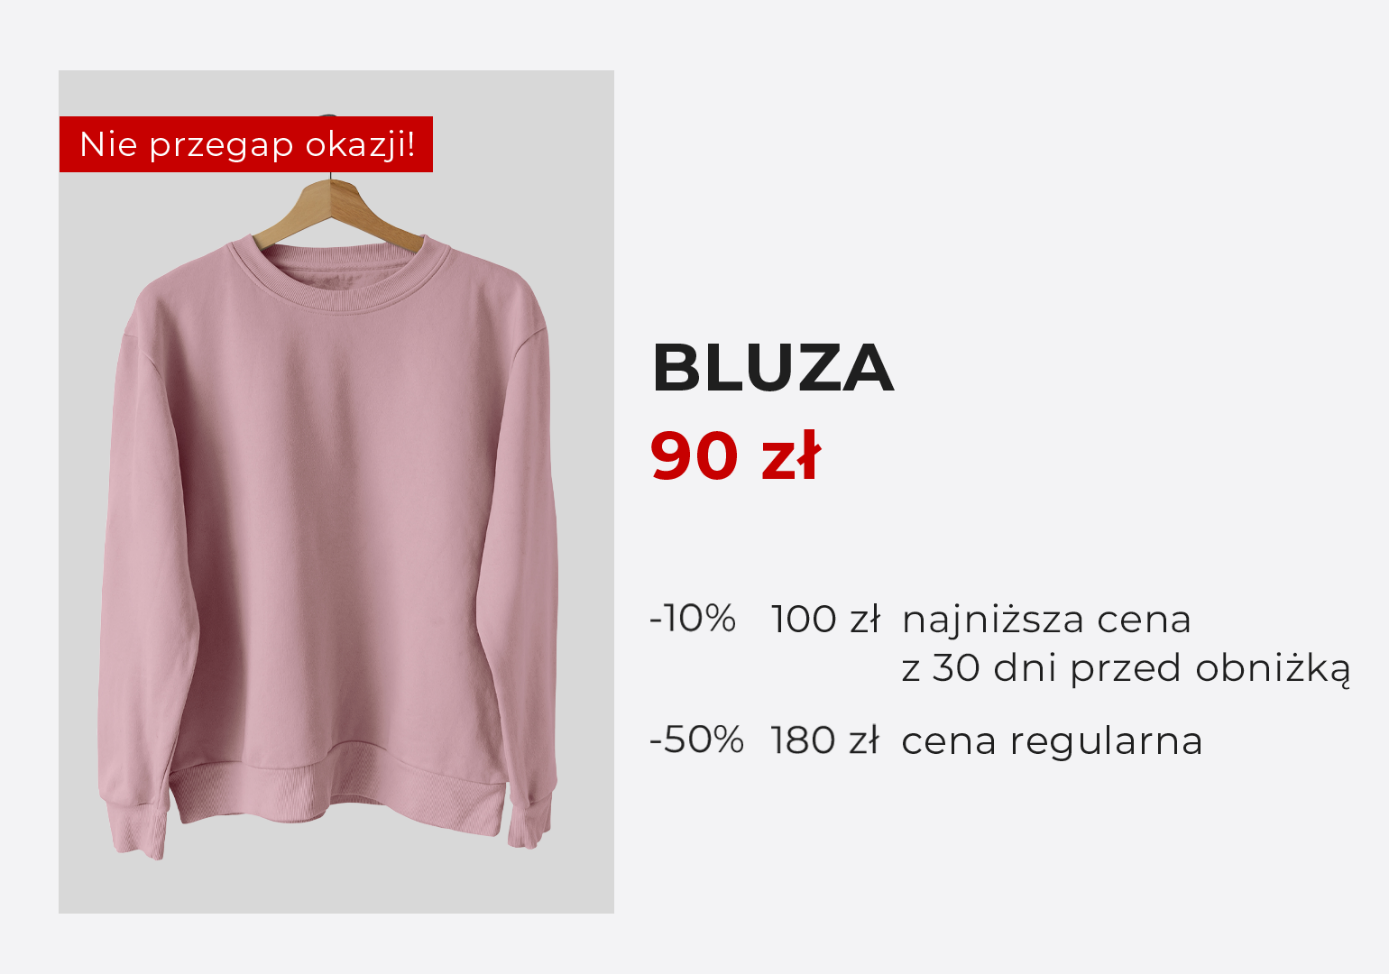 Nie przegap okazji!
BLUZA
90 zł
-10% 100 zł najniższa cena
z 30 dni przed obniżką
-50% 180 zł cena regularna